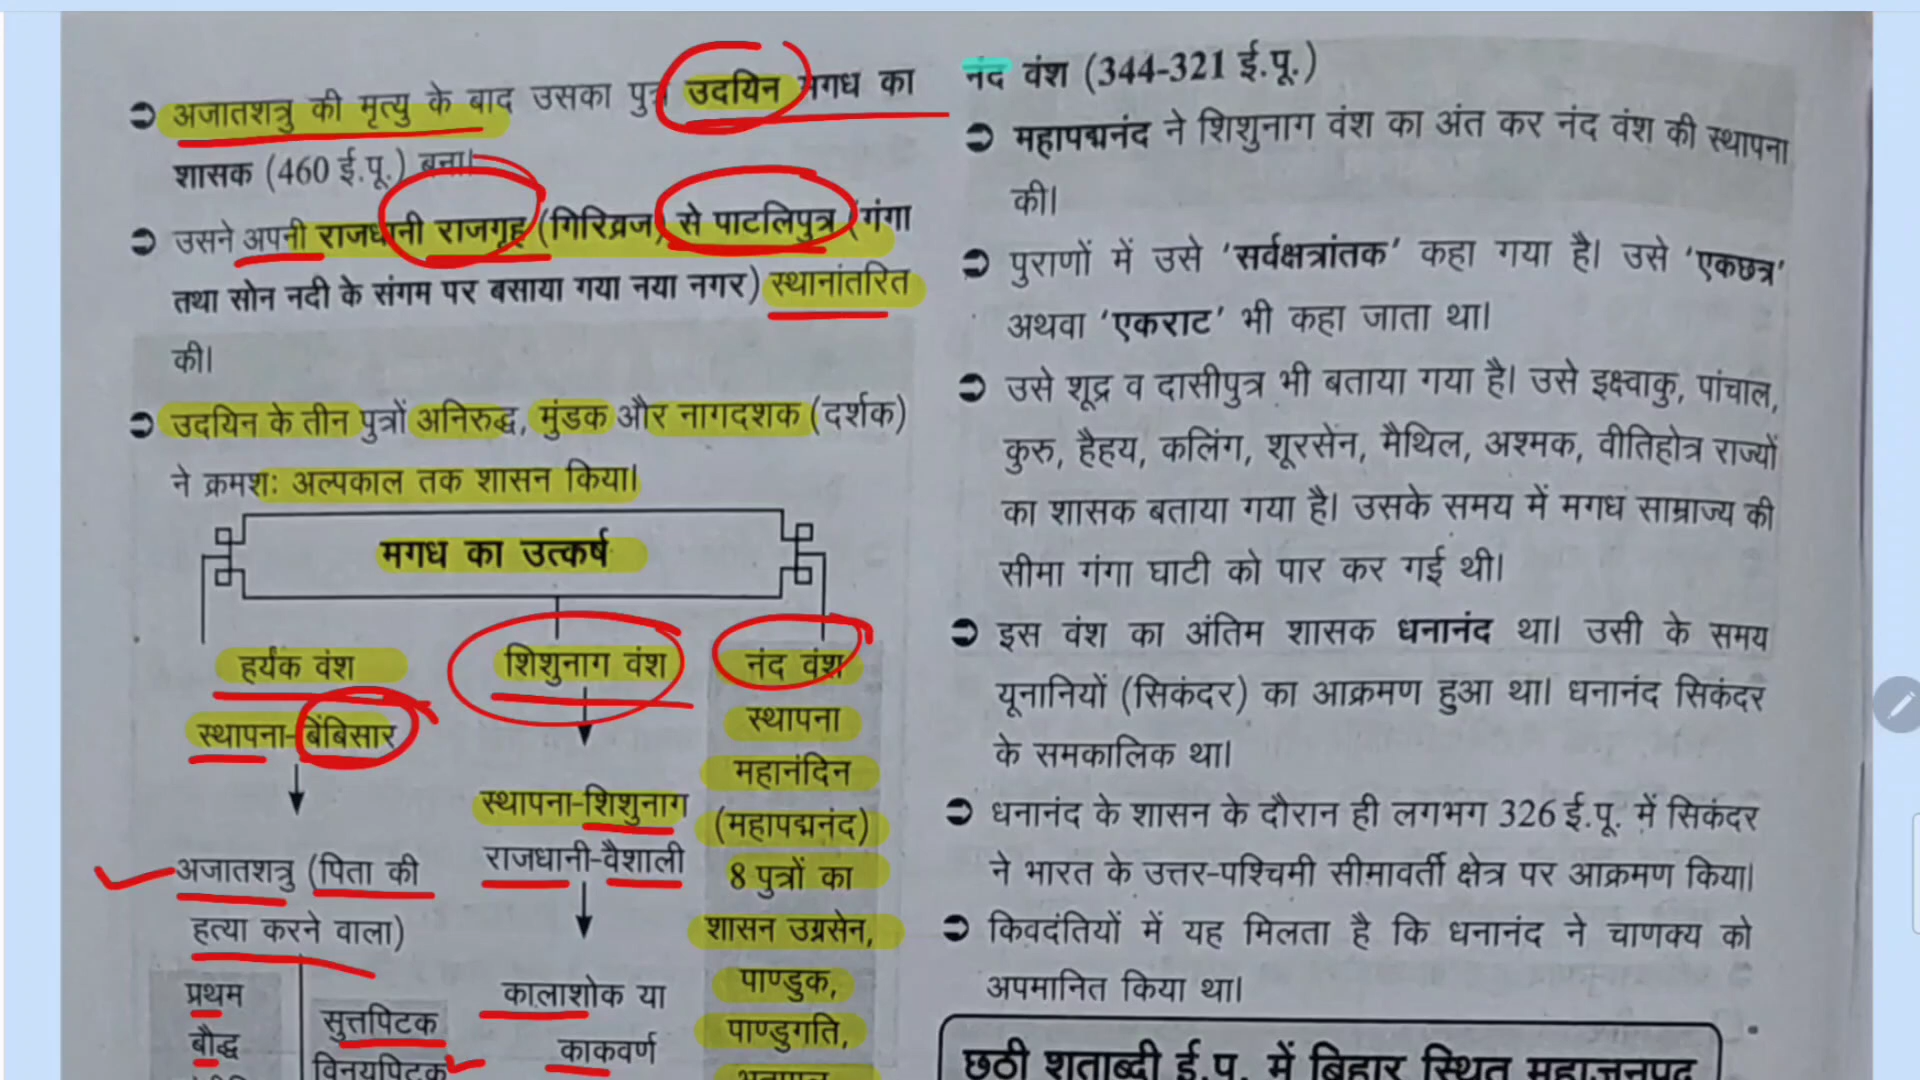 अजातशत्रु की मृत्यु के बाद उसका पुत्र उदयिन मगध का
शासक (460 ई.पू.) बना।
उसने अपनी राजधानी राजगृह (गिरिव्रज) से पाटलिपुत्र (गंगा
तथा सोन नदी के संगम पर बसाया गया नया नगर) स्थानांतरित
की।
उदयिन के तीन पुत्रों अनिरुद्ध, मुंडक और नागदशक (दर्शक)
ने क्रमशः अल्पकाल तक शासन किया।
मगध का उत्कर्ष
हर्यंक वंश
स्थापना-बिंबिसार
अजातशत्रु (पिता की
हत्या करने वाला)
प्रथम
बौद्ध
सुत्तपिटक
विनयपिटक
शिशुनाग वंश
स्थापना-शिशुनाग
राजधानी-वैशाली
कालाशोक या
काकवर्ण
नंद वंश
स्थापना
महानंदिन
(महापद्मनंद)
8 पुत्रों का
शासन उग्रसेन,
पाण्डुक,
पाण्डुगति,
नंद वंश (344-321 ई.पू.)
महापद्मनंद ने शिशुनाग वंश का अंत कर नंद वंश की स्थापना
की।
पुराणों में उसे 'सर्वक्षत्रांतक' कहा गया है। उसे 'एकछत्र'
अथवा 'एकराट' भी कहा जाता था।
उसे शूद्र व दासीपुत्र भी बताया गया है। उसे इक्ष्वाकु, पांचाल,
कुरु, हैहय, कलिंग, शूरसेन, मैथिल, अश्मक, वीतिहोत्र राज्यों
का शासक बताया गया है। उसके समय में मगध साम्राज्य की
सीमा गंगा घाटी को पार कर गई थी।
इस वंश का अंतिम शासक धनानंद था। उसी के समय
यूनानियों (सिकंदर) का आक्रमण हुआ था। धनानंद सिकंदर
के समकालिक था।
धनानंद के शासन के दौरान ही लगभग 326 ई.पू. में सिकंदर
ने भारत के उत्तर-पश्चिमी सीमावर्ती क्षेत्र पर आक्रमण किया।
किवदंतियों में यह मिलता है कि धनानंद ने चाणक्य को
अपमानित किया था।
छठी शताब्दी ई.पू. में बिहार स्थित महाजनपद